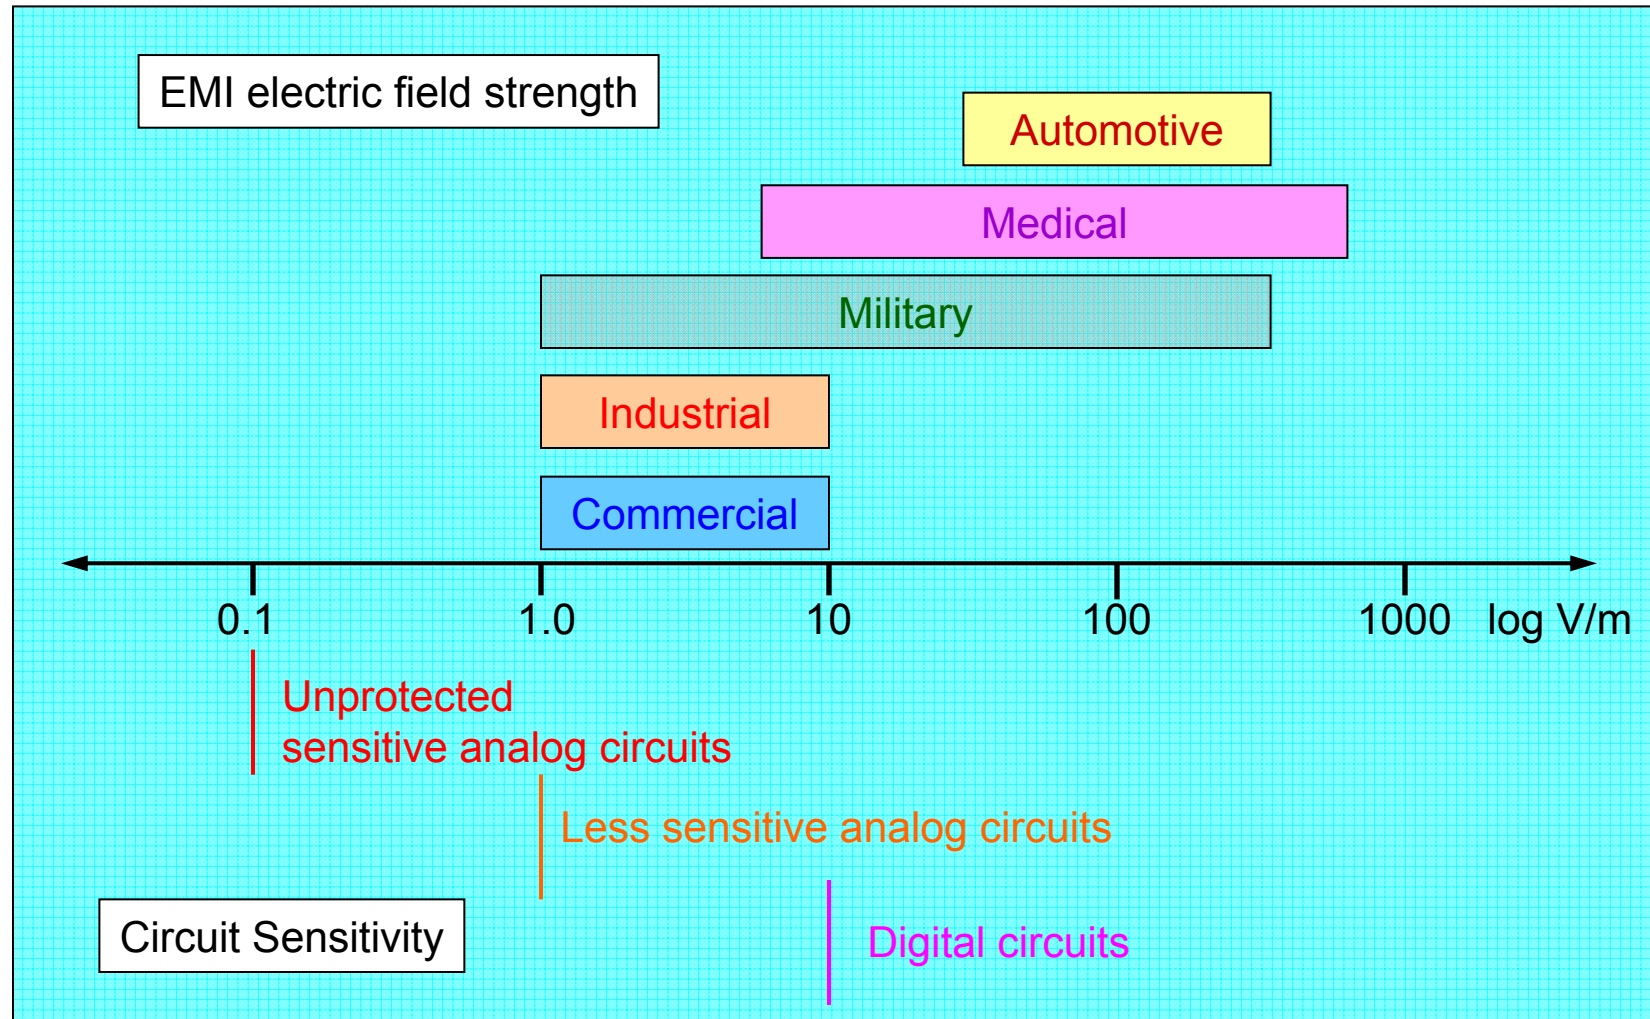 EMI electric field strength
Automotive
Medical
Military
Industrial
Commercial
0.1 1.0 10 100 1000 log V/m
Unprotected
sensitive analog circuits
Less sensitive analog circuits
Circuit Sensitivity
Digital circuits